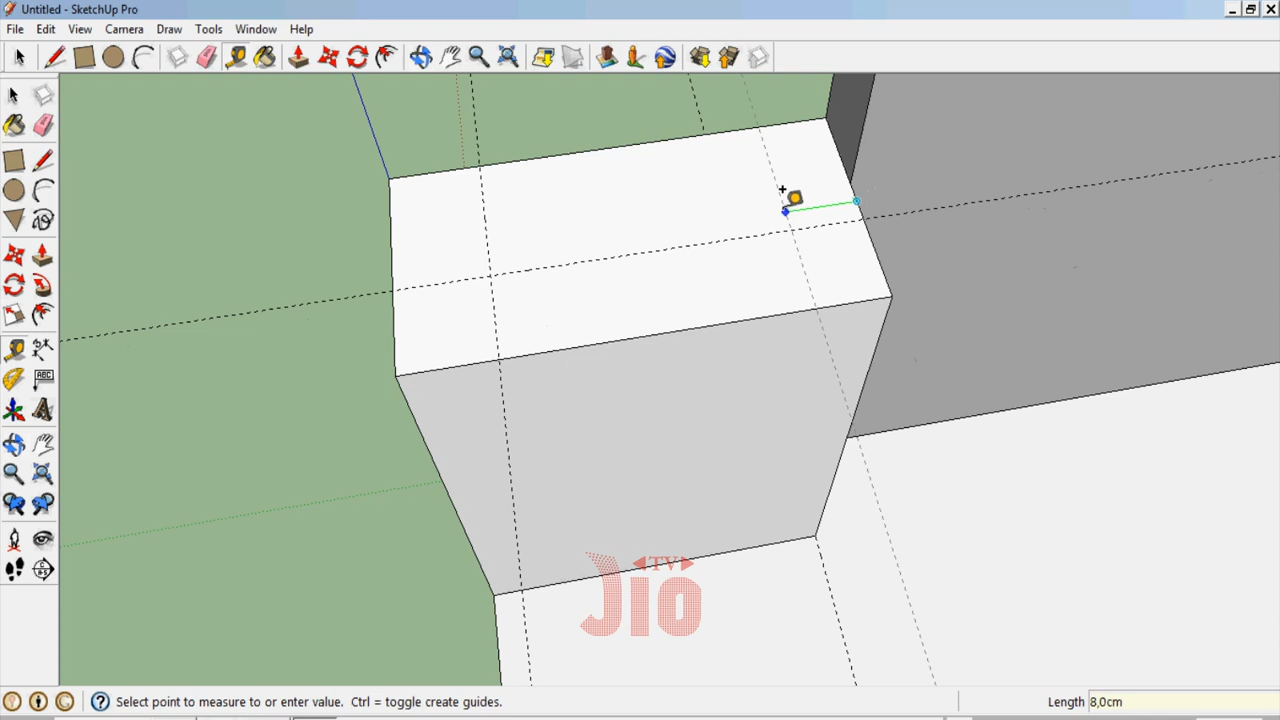 Untitled - SketchUp Pro
File Edit View Camera Draw Tools Window Help
ABC
TV
JIO
Select point to measure to or enter value. Ctrl = toggle create guides.
Length 8,0cm